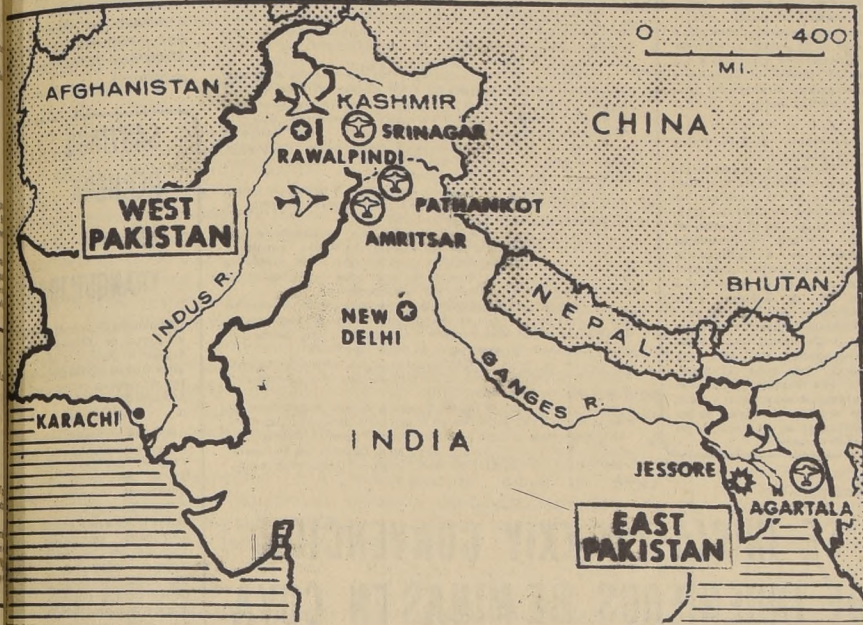 0 400
MI.
AFGHANISTAN
KASHMIR
CHINA
SRINAGAR
RAWALPINDI
PATHANKOT
WEST
PAKISTAN
AMRITSAR
INDUS R.
BHUTAN
NEPAL
NEW
DELHI
GANGES R.
KARACHI
INDIA
JESSORE
AGARTALA
EAST
PAKISTAN